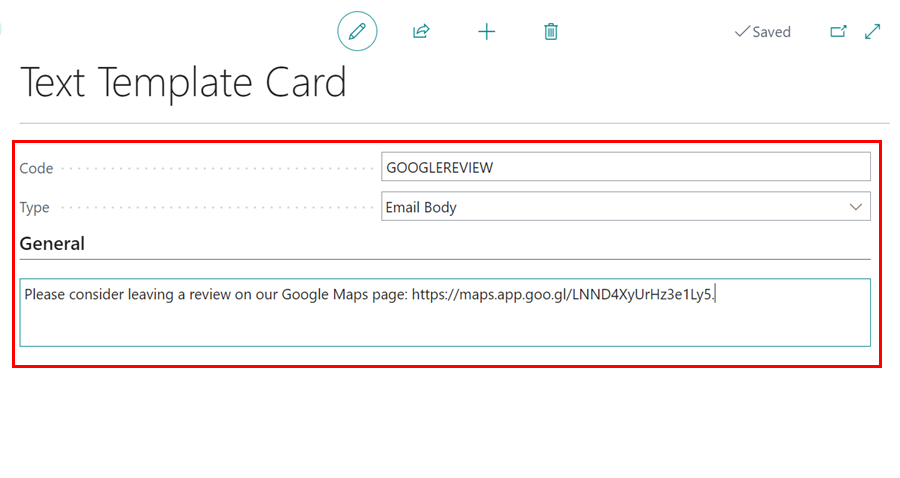 Saved
Text Template Card
Code GOOGLEREVIEW
Type Email Body
General
Please consider leaving a review on our Google Maps page: https://maps.app.goo.gl/LNND4XyUrHz3e1Ly5.